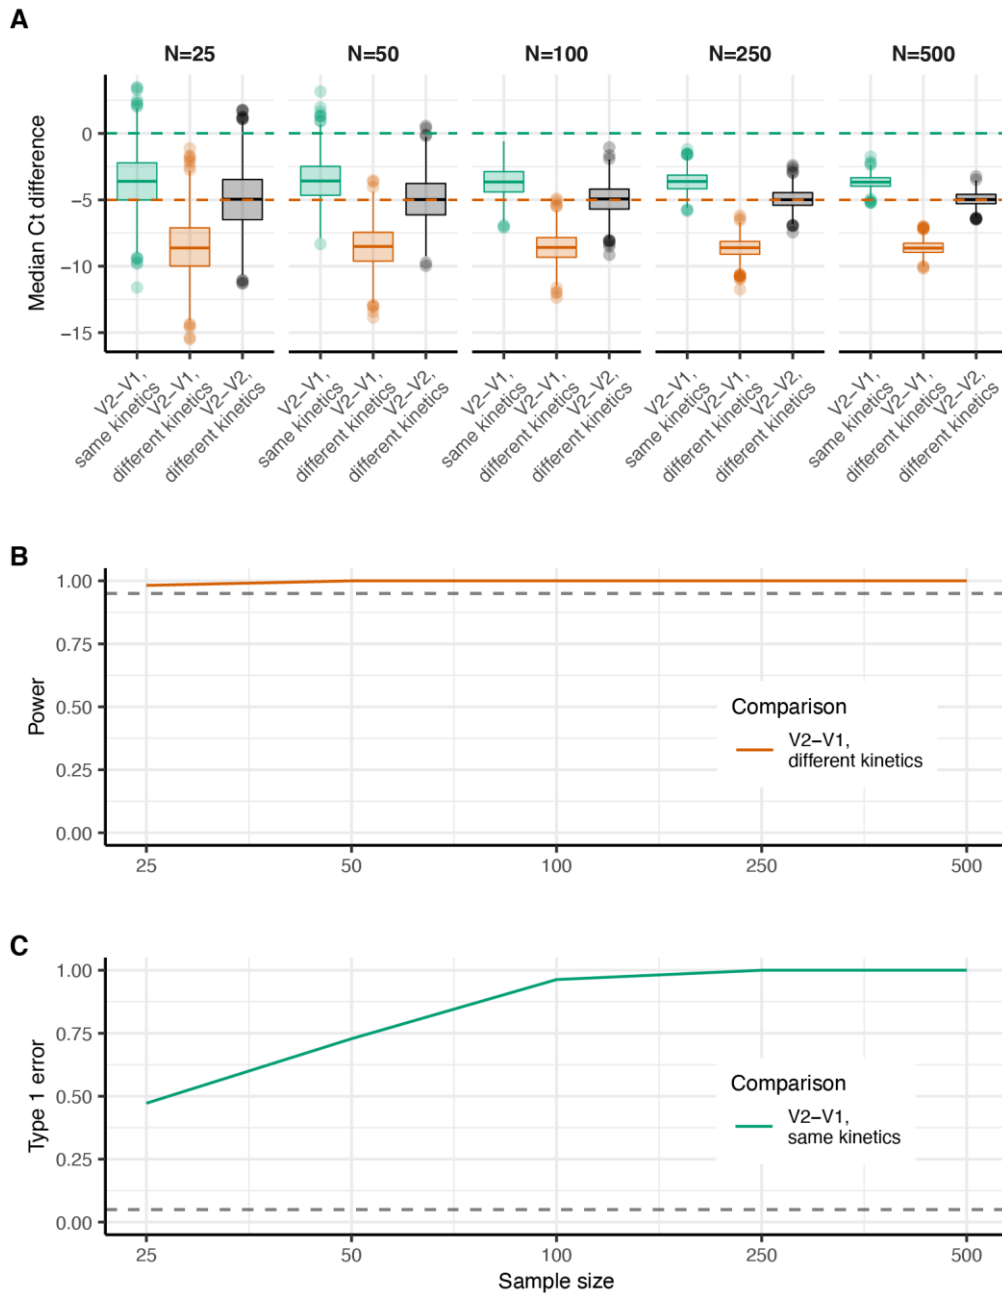 A
N=25 N=50 N=100 N=250 N=500
Median Ct difference
0
−5
−10
−15
V2−V1,
same kinetics
V2−V1,
different kinetics
V2−V2,
different kinetics
V2−V1,
same kinetics
V2−V1,
different kinetics
V2−V2,
different kinetics
V2−V1,
same kinetics
V2−V1,
different kinetics
V2−V2,
different kinetics
V2−V1,
same kinetics
V2−V1,
different kinetics
V2−V2,
different kinetics
V2−V1,
same kinetics
V2−V1,
different kinetics
V2−V2,
different kinetics
B
Power
1.00
0.75
0.50
0.25
0.00
Comparison
V2−V1,
different kinetics
25 50 100 250 500
C
Type 1 error
1.00
0.75
0.50
0.25
0.00
Comparison
V2−V1,
same kinetics
25 50 100 250 500
Sample size